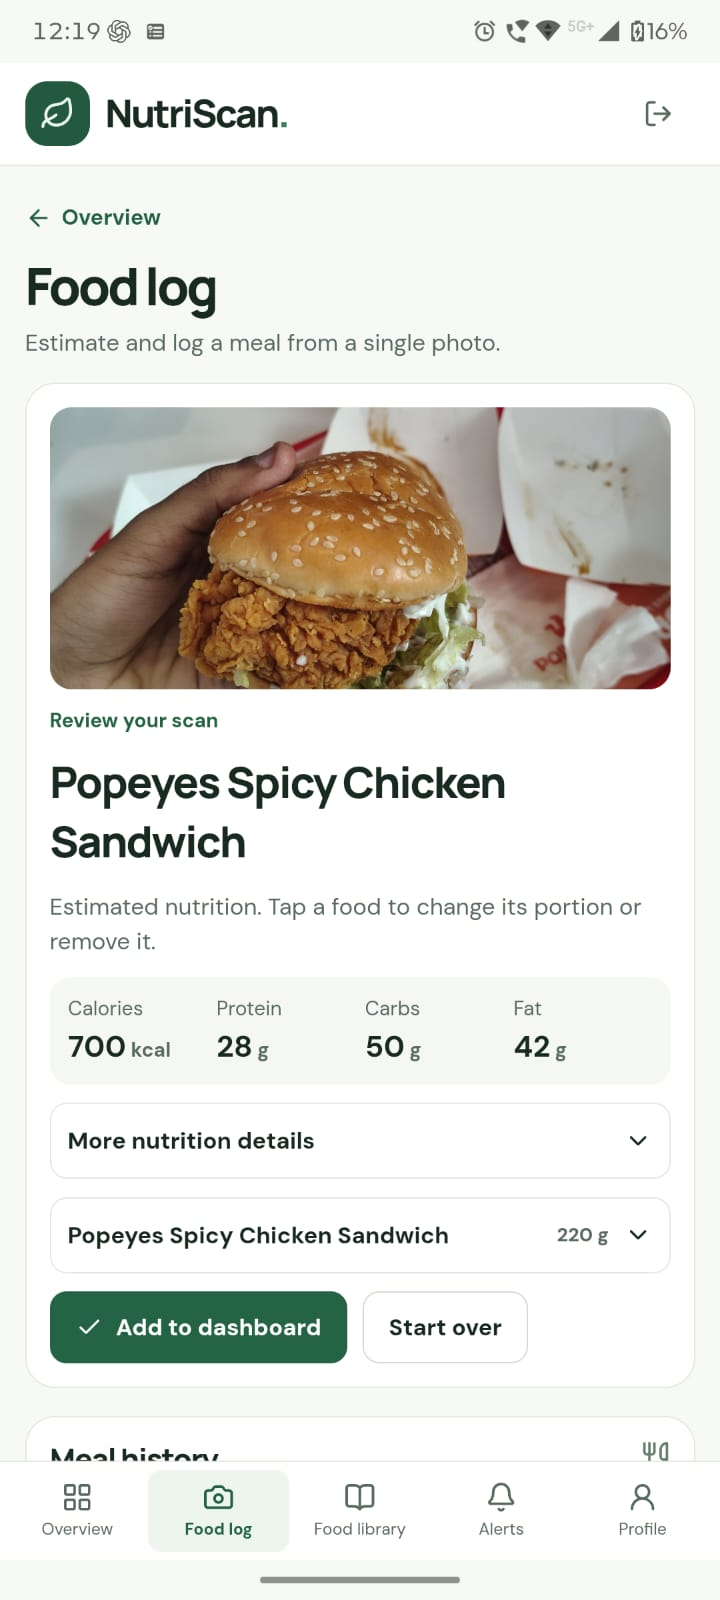 12:19
5G+
16%
NutriScan.
Overview
Food log
Estimate and log a meal from a single photo.
Review your scan
Popeyes Spicy Chicken
Sandwich
Estimated nutrition. Tap a food to change its portion or
remove it.
Calories Protein Carbs Fat
700 kcal 28 g 50 g 42 g
More nutrition details
Popeyes Spicy Chicken Sandwich 220 g
Add to dashboard Start over
Meal history
Overview Food log Food library Alerts Profile